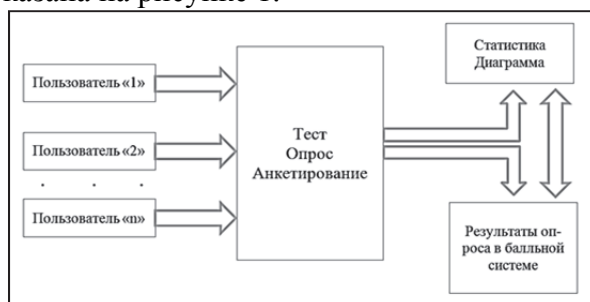 казана на рисунке 1.
Пользователь «1»
Пользователь «2»
. . .
Пользователь «n»
Тест
Опрос
Анкетирование
Статистика
Диаграмма
Результаты оп-
роса в балльной
системе